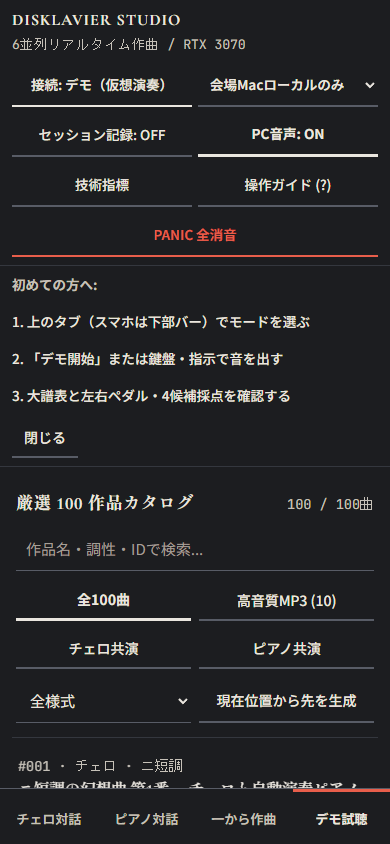 DISKLAVIER STUDIO
6並列リアルタイム作曲 / RTX 3070
接続: デモ（仮想演奏）
会場Macローカルのみ
セッション記録: OFF
PC音声: ON
技術指標
操作ガイド (?)
PANIC 全消音
初めての方へ:
1. 上のタブ（スマホは下部バー）でモードを選ぶ
2. 「デモ開始」または鍵盤・指示で音を出す
3. 大譜表と左右ペダル・4候補採点を確認する
閉じる
厳選 100 作品カタログ
100 / 100曲
作品名・調性・IDで検索...
全100曲
高音質MP3 (10)
チェロ共演
ピアノ共演
全様式
現在位置から先を生成
#001 · チェロ · ニ短調
チェロ対話
ピアノ対話
一から作曲
デモ試聴